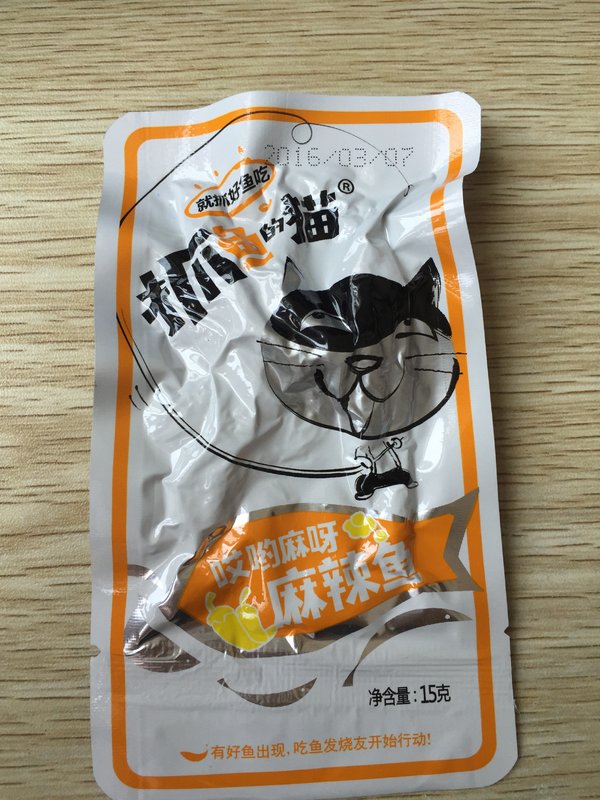 2016/03/07
就抓好鱼吃
抓鱼的猫®
哎哟麻呀
麻辣鱼
净含量:15克
有好鱼出现,吃鱼发烧友开始行动!